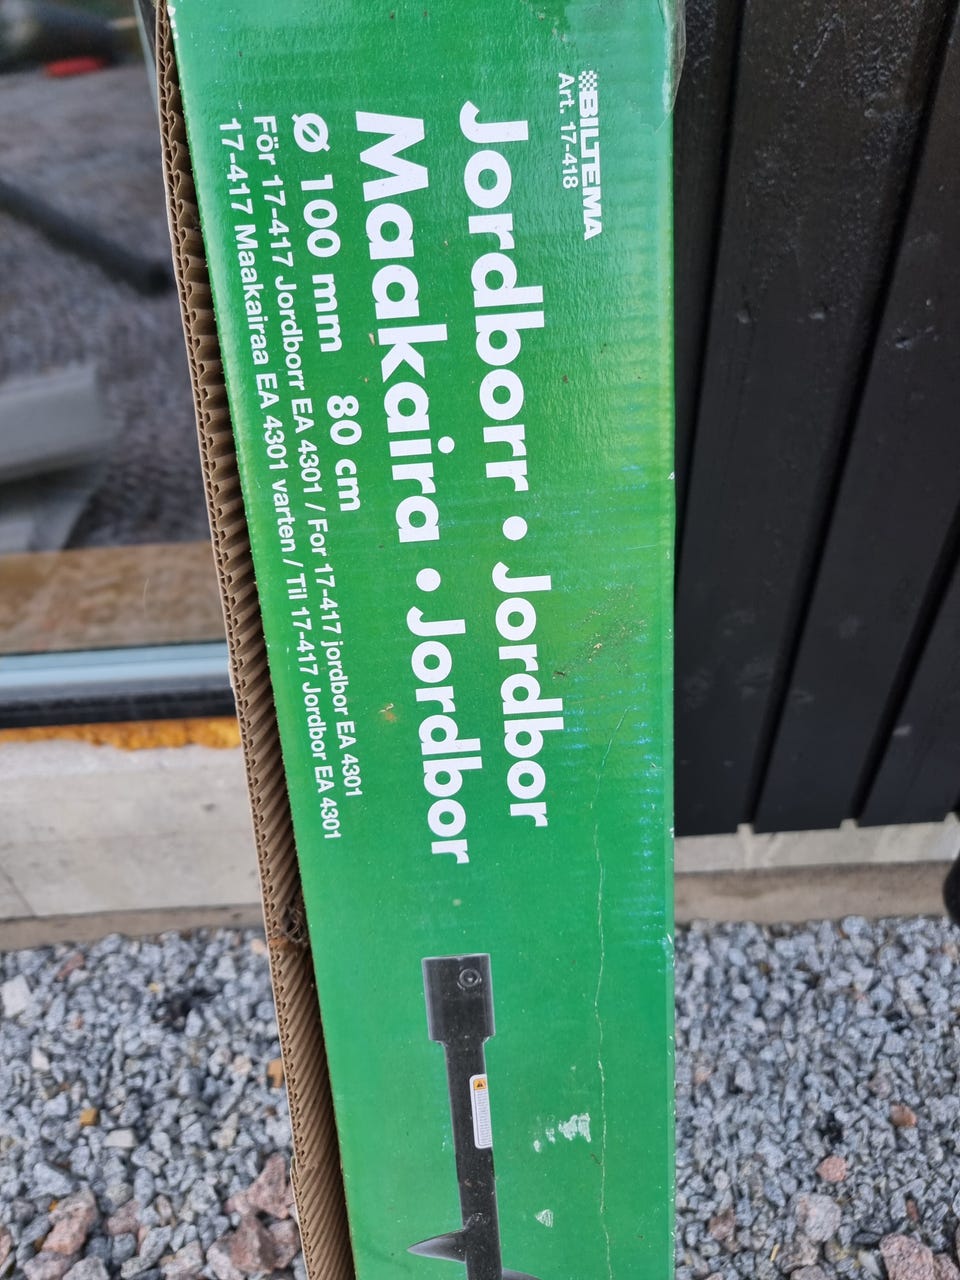 BILTEMA
Art. 17-418
Jordborr • Jordbor
Maakaira • Jordbor
Ø 100 mm 80 cm
För 17-417 Jordborr EA 4301 / For 17-417 jordbor EA 4301
17-417 Maakairaa EA 4301 varten / Til 17-417 Jordbor EA 4301